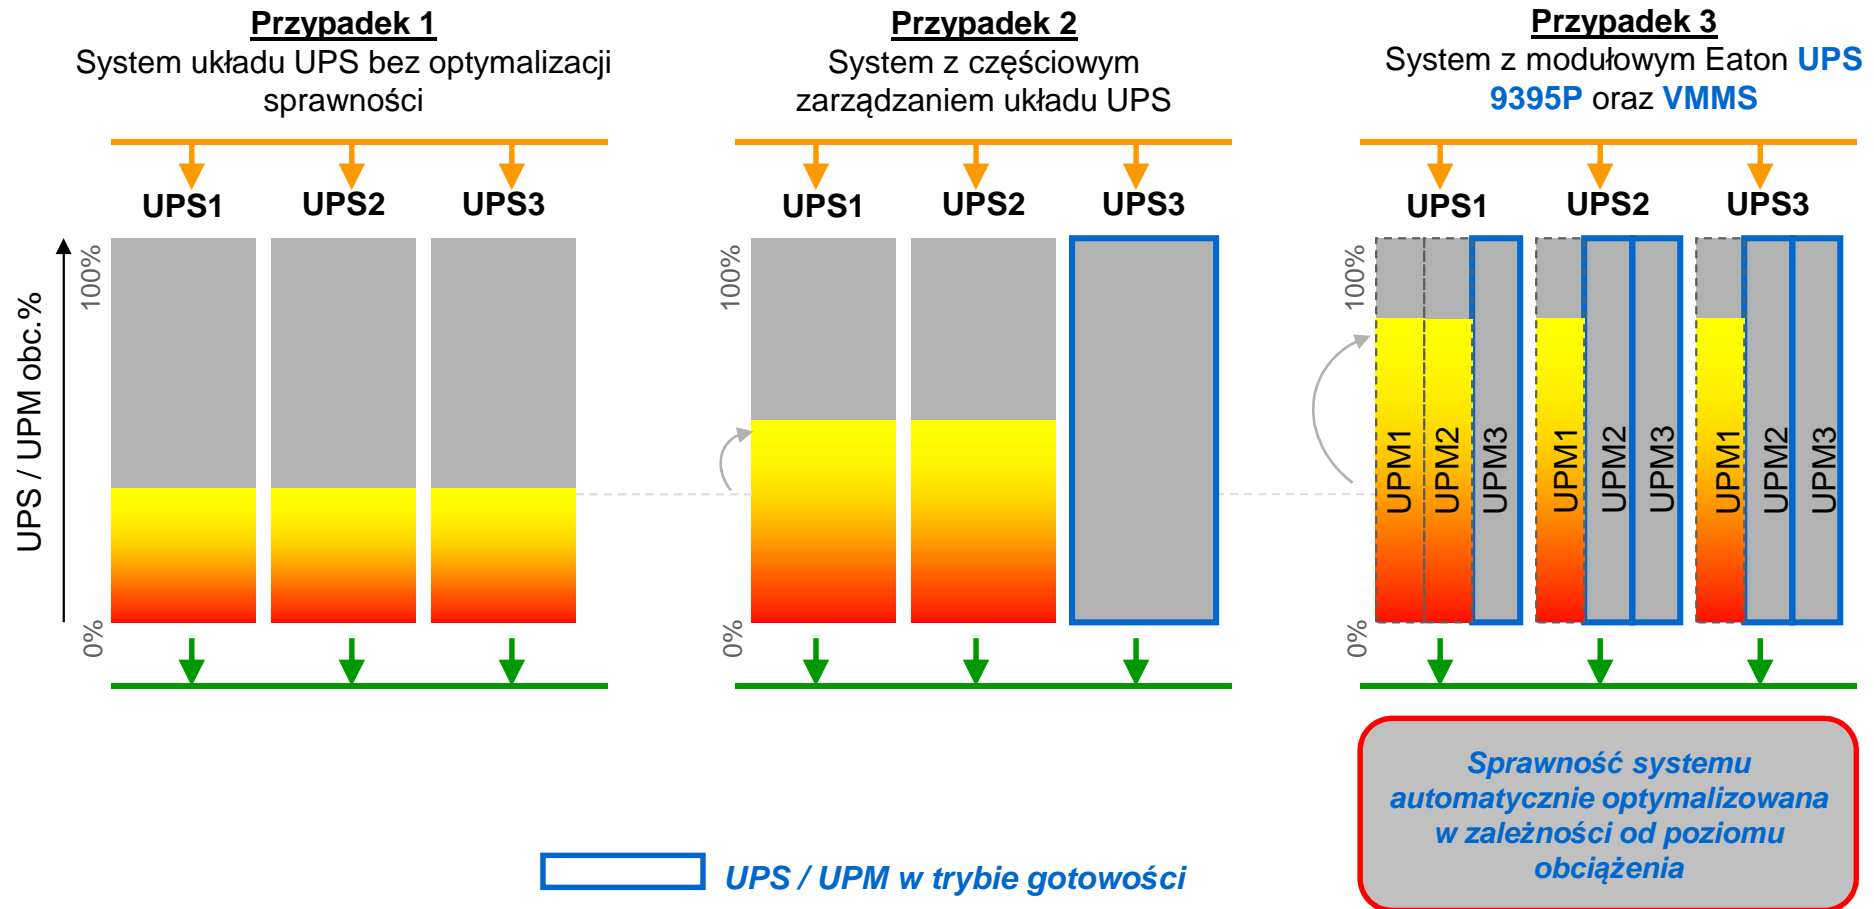 Przypadek 1
System układu UPS bez optymalizacji
sprawności
UPS1 UPS2 UPS3
100%
0%
UPS / UPM obc.%
Przypadek 2
System z częściowym
zarządzaniem układu UPS
UPS1 UPS2 UPS3
100%
0%
Przypadek 3
System z modułowym Eaton UPS
9395P oraz VMMS
UPS1 UPS2 UPS3
100%
0%
UPM1 UPM2 UPM3 UPM1 UPM2 UPM3 UPM1 UPM2 UPM3
Sprawność systemu
automatycznie optymalizowana
w zależności od poziomu
obciążenia
UPS / UPM w trybie gotowości